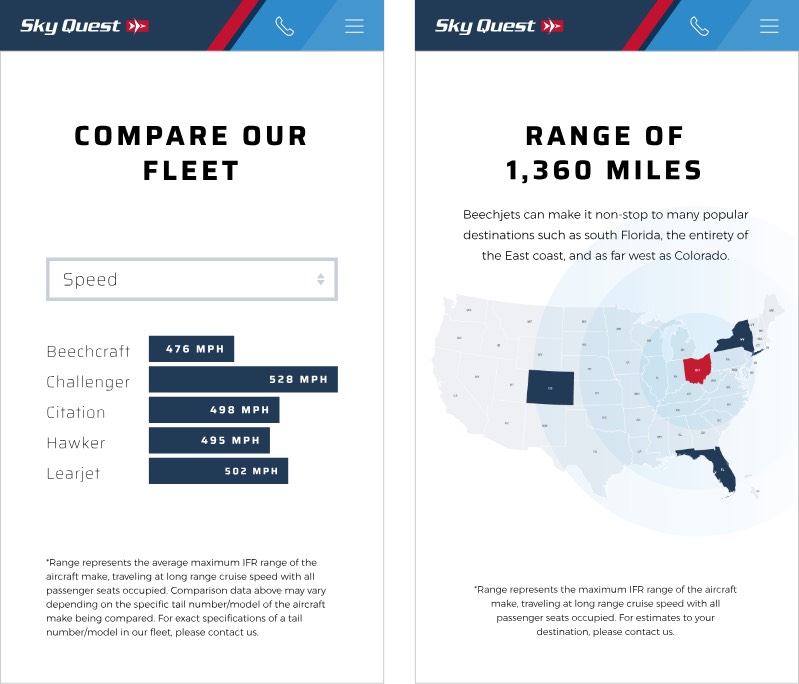 Sky Quest
COMPARE OUR
FLEET
Speed
Beechcraft 476 MPH
Challenger 528 MPH
Citation 498 MPH
Hawker 495 MPH
Learjet 502 MPH
*Range represents the average maximum IFR range of the
aircraft make, traveling at long range cruise speed with all
passenger seats occupied. Comparison data above may vary
depending on the specific tail number/model of the aircraft
make being compared. For exact specifications of a tail
number/model in our fleet, please contact us.
Sky Quest
RANGE OF
1,360 MILES
Beechjets can make it non-stop to many popular
destinations such as south Florida, the entirety of
the East coast, and as far west as Colorado.
*Range represents the maximum IFR range of the aircraft
make, traveling at long range cruise speed with all
passenger seats occupied. For estimates to your
destination, please contact us.